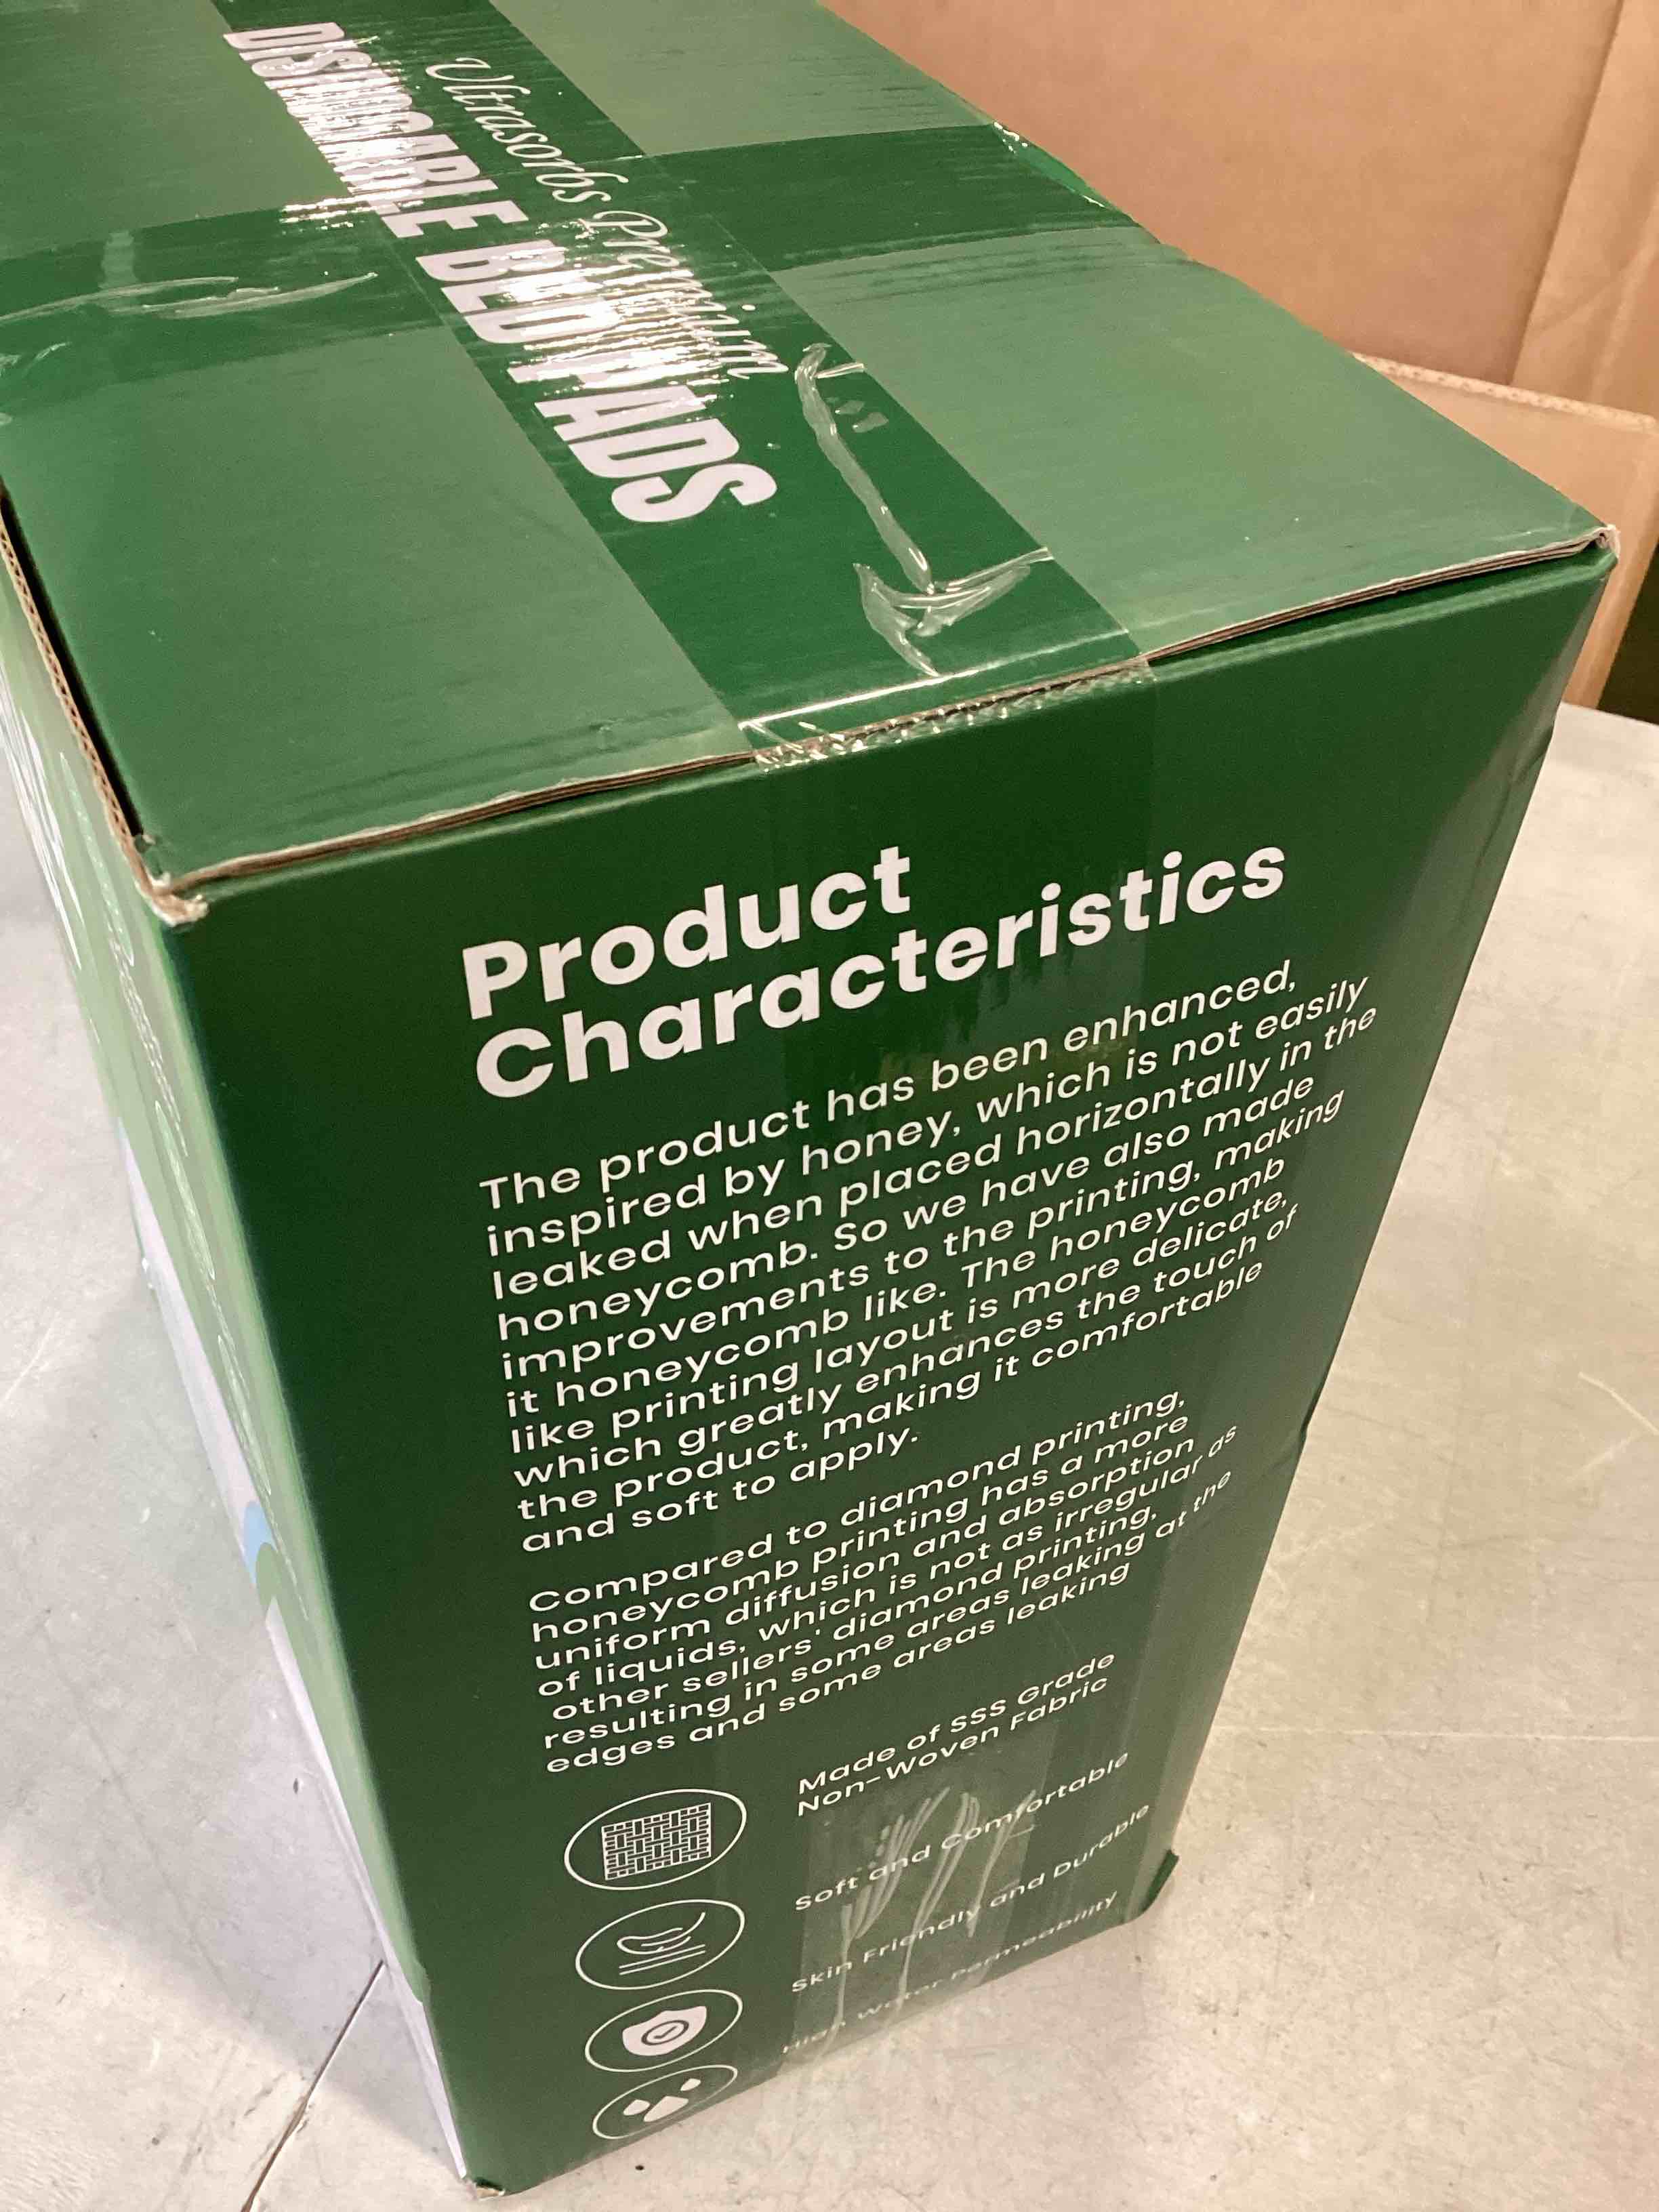 Ultrasorbs Premium
DISPOSABLE BED PADS
Product
Characteristics
The product has been enhanced,
inspired by honey, which is not easily
leaked when placed horizontally in the
honeycomb. So we have also made
improvements to the printing, making
it honeycomb like. The honeycomb
like printing layout is more delicate,
which greatly enhances the touch of
the product, making it comfortable
and soft to apply.
Compared to diamond printing,
honeycomb printing has a more
uniform diffusion and absorption
of liquids, which is not as irregular as
other sellers' diamond printing,
resulting in some areas leaking at the
edges and some areas leaking
Made of SSS Grade
Non-Woven Fabric
Soft and Comfortable
Skin Friendly and Durable
High Water Permeability